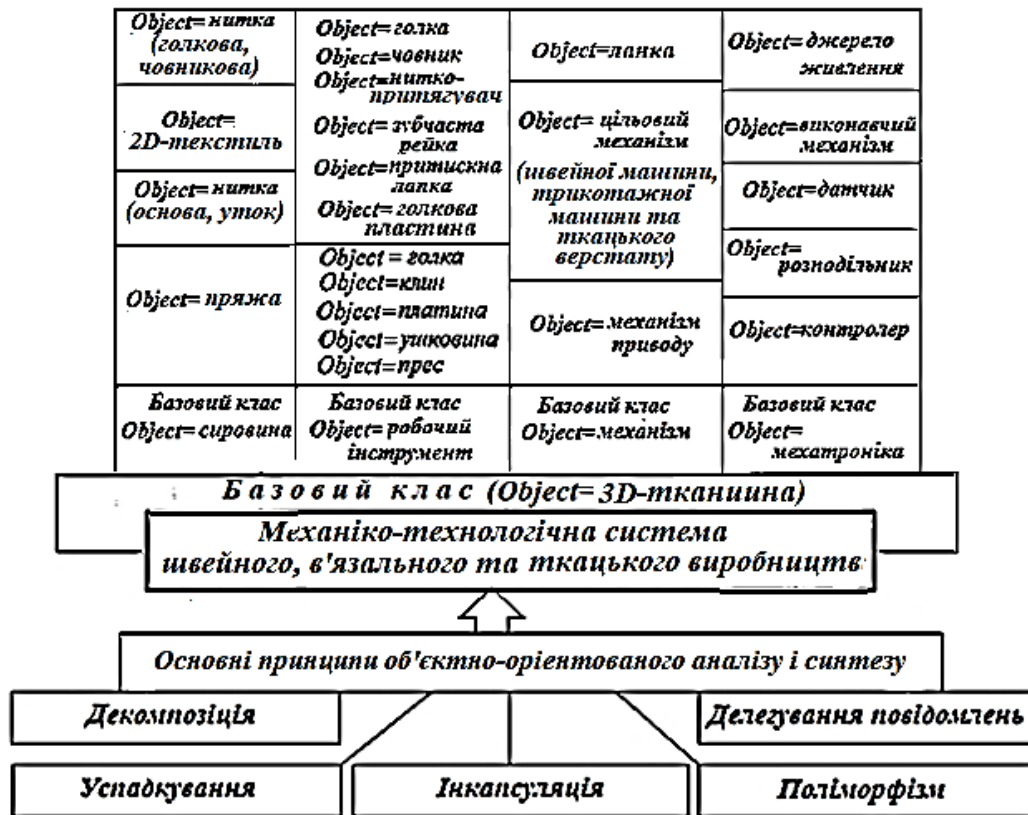 Object=нитка
(голкова,
човникова)
Object=
2D-текстиль
Object=нитка
(основа, уток)
Object=пряжа
Базовий клас
Object=сировина
Object=голка
Object=човник
Object=нитко-
притягувач
Object=зубчаста
рейка
Object=притискна
лапка
Object=голкова
пластина
Object=голка
Object=клин
Object=платина
Object=ушковина
Object=прес
Базовий клас
Object=робочий
інструмент
Object=ланка
Object= цільовий
механізм
(швейної машини,
трикотажної
машини та
ткацького
верстату)
Object=механізм
приводу
Базовий клас
Object=механізм
Object=джерело
живлення
Object=виконавчий
механізм
Object=датчик
Object=
розподільник
Object=контролер
Базовий клас
Object=
мехатроніка
Базовий клас (Object=3D-тканиина)
Механіко-технологічна система
швейного, в'язального та ткацького виробництв
Основні принципи об'єктно-оріентованого аналізу і синтезу
Декомпозіція
Делегування повідомлень
Успадкування
Інкапсуляція
Поліморфізм